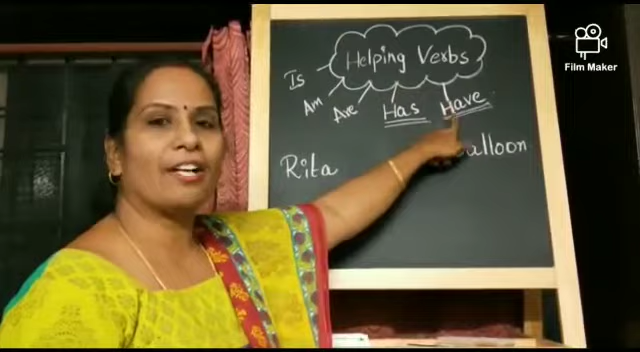 Helping Verbs
Is
Am
Are
Has
Have
Rita
alloon
Film Maker